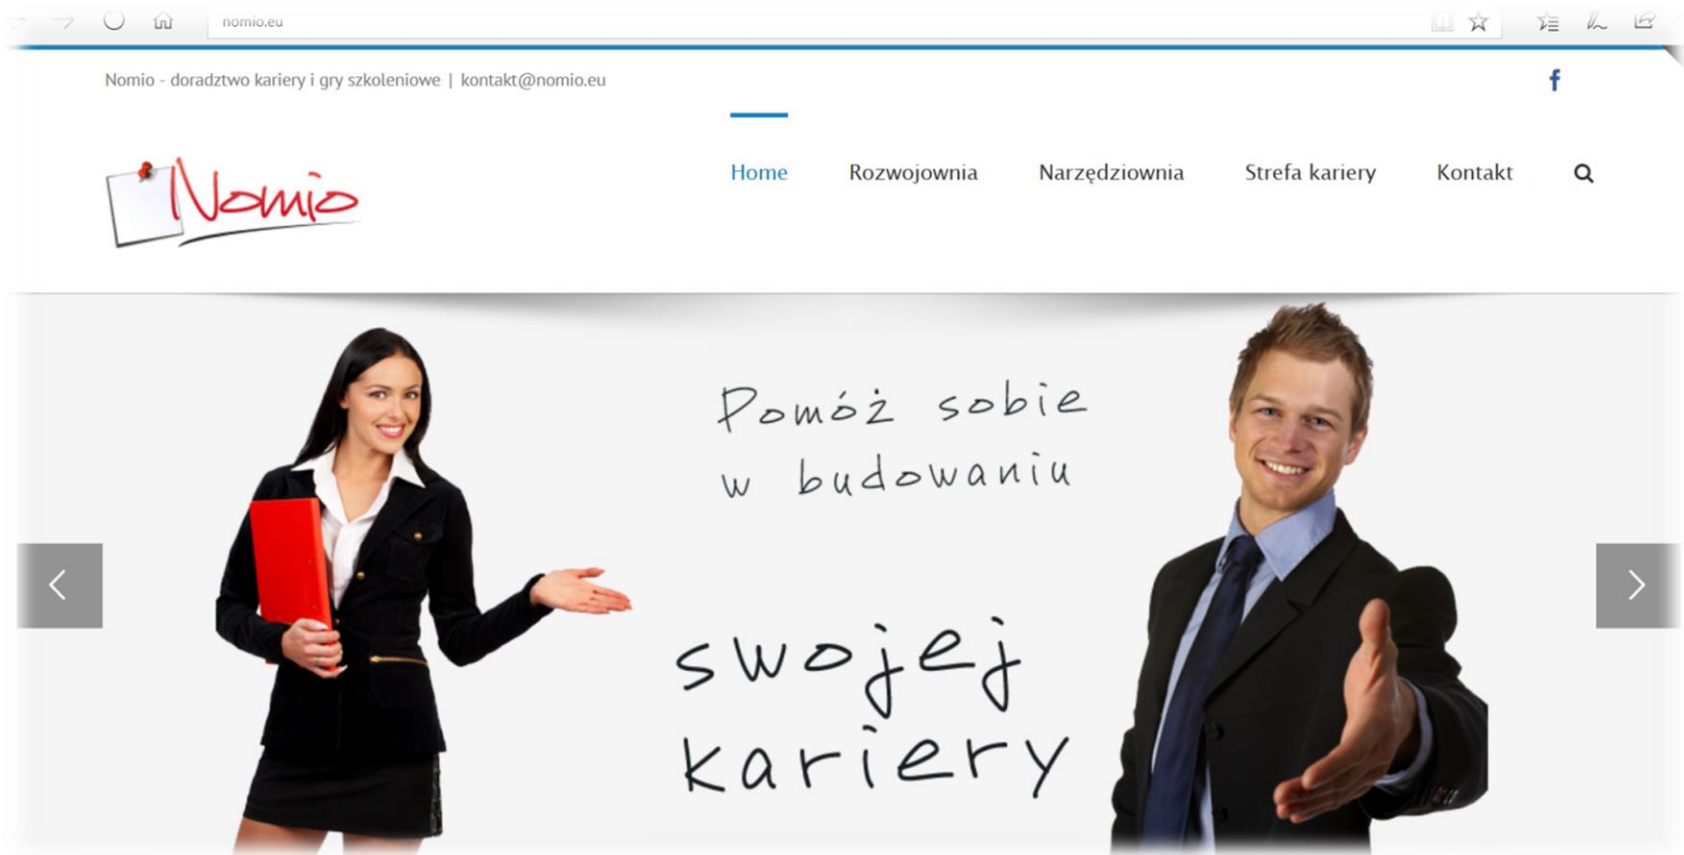 nomio.eu
Nomio - doradztwo kariery i gry szkoleniowe | kontakt@nomio.eu
f
Nomio
Home Rozwojownia Narzędziownia Strefa kariery Kontakt
Pomóż sobie
w budowaniu
swojej
kariery